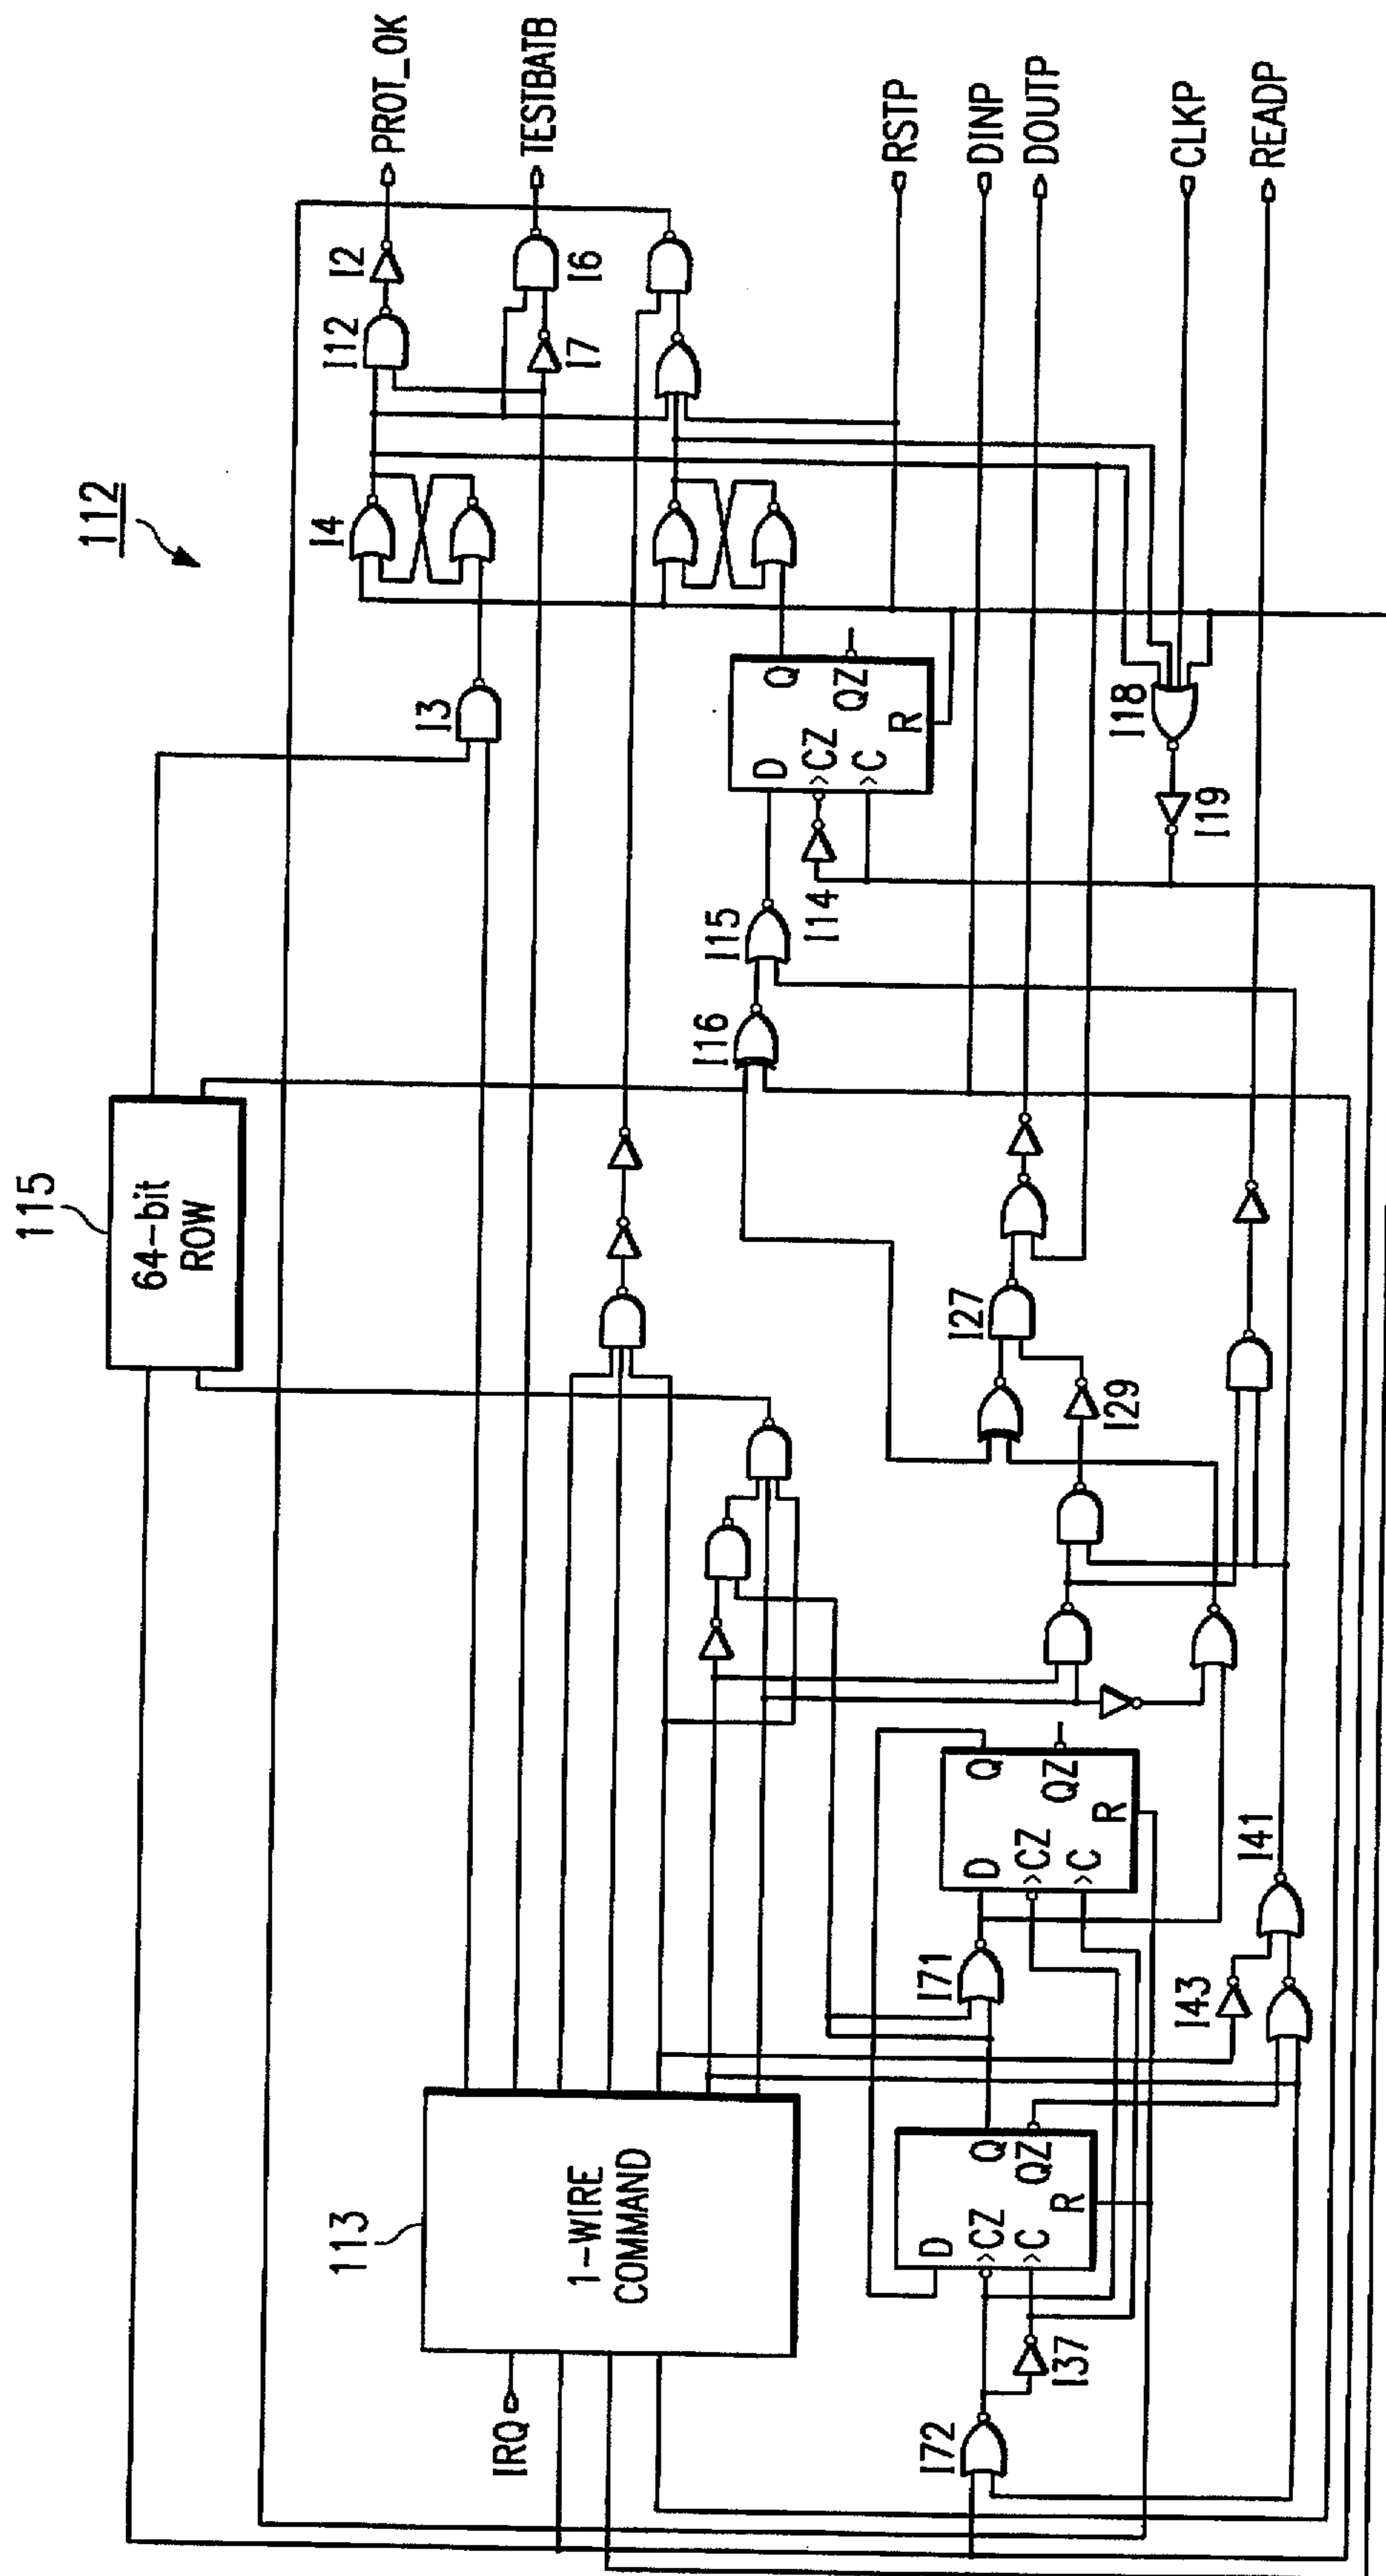 112
115
64-bit
ROW
113
1-WIRE
COMMAND
IRQ
I3
I4
I12
I2
PROT_OK
I7
I6
TESTBATB
I16
I15
I14
D
CZ
C
Q
QZ
R
RSTP
DINP
DOUTP
CLKP
READP
I18
I19
I27
I29
I72
I37
D
CZ
C
Q
QZ
R
I71
D
CZ
C
Q
QZ
R
I43
I41